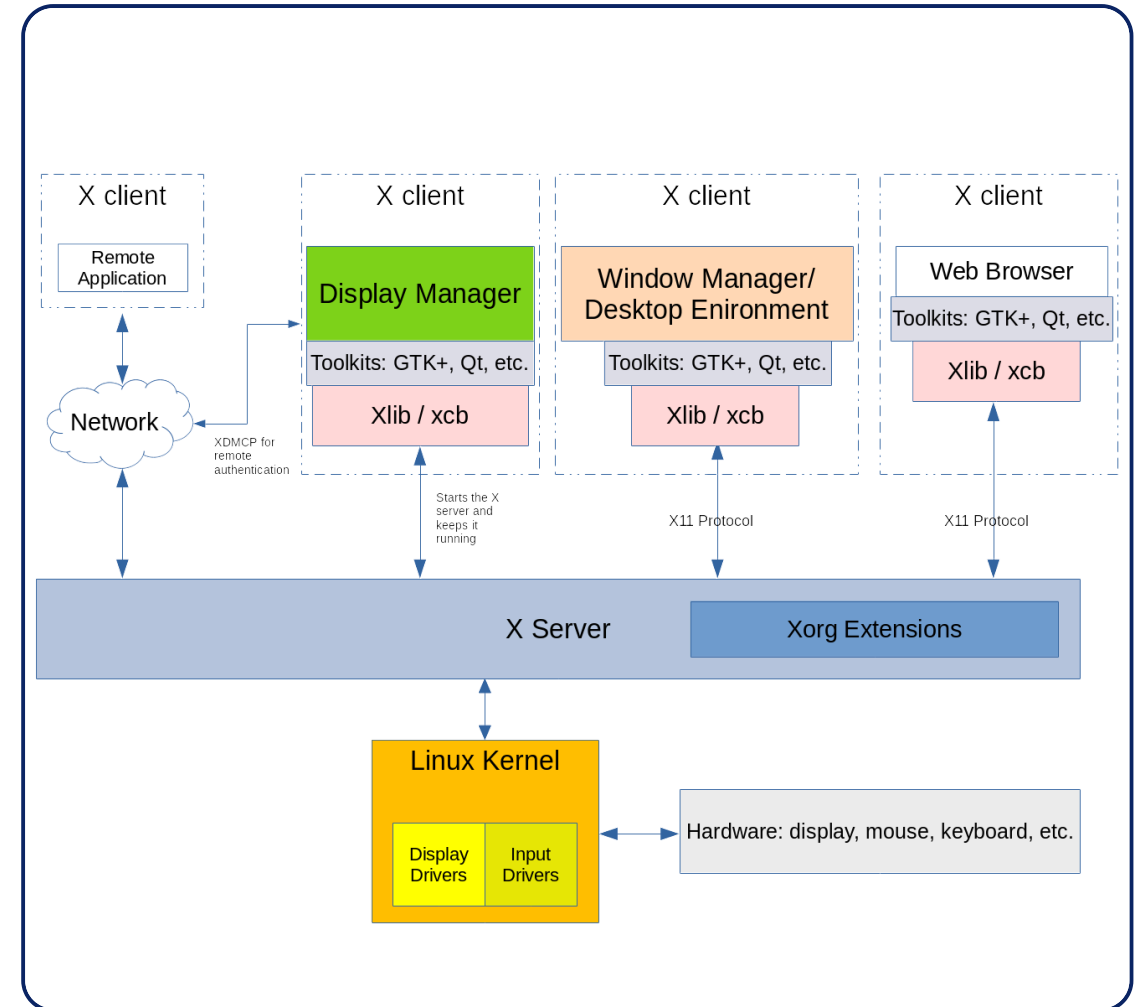 X client
Remote
Application
Network
XDMCP for
remote
authentication
X client
Display Manager
Toolkits: GTK+, Qt, etc.
Xlib / xcb
Starts the X
server and
keeps it
running
X client
Window Manager/
Desktop Enironment
Toolkits: GTK+, Qt, etc.
Xlib / xcb
X11 Protocol
X client
Web Browser
Toolkits: GTK+, Qt, etc.
Xlib / xcb
X11 Protocol
X Server
Xorg Extensions
Linux Kernel
Display
Drivers
Input
Drivers
Hardware: display, mouse, keyboard, etc.